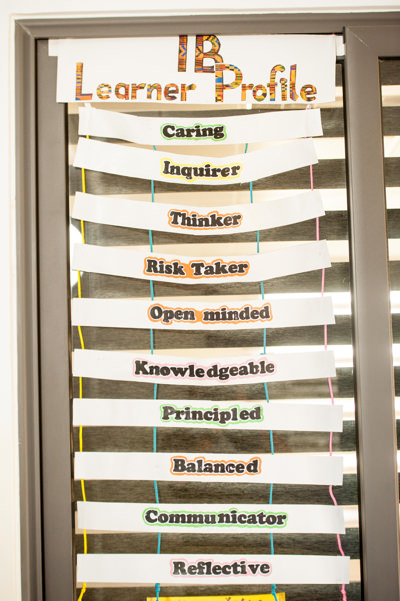 IB
Learner Profile
Caring
Inquirer
Thinker
Risk Taker
Open minded
Knowledgeable
Principled
Balanced
Communicator
Reflective